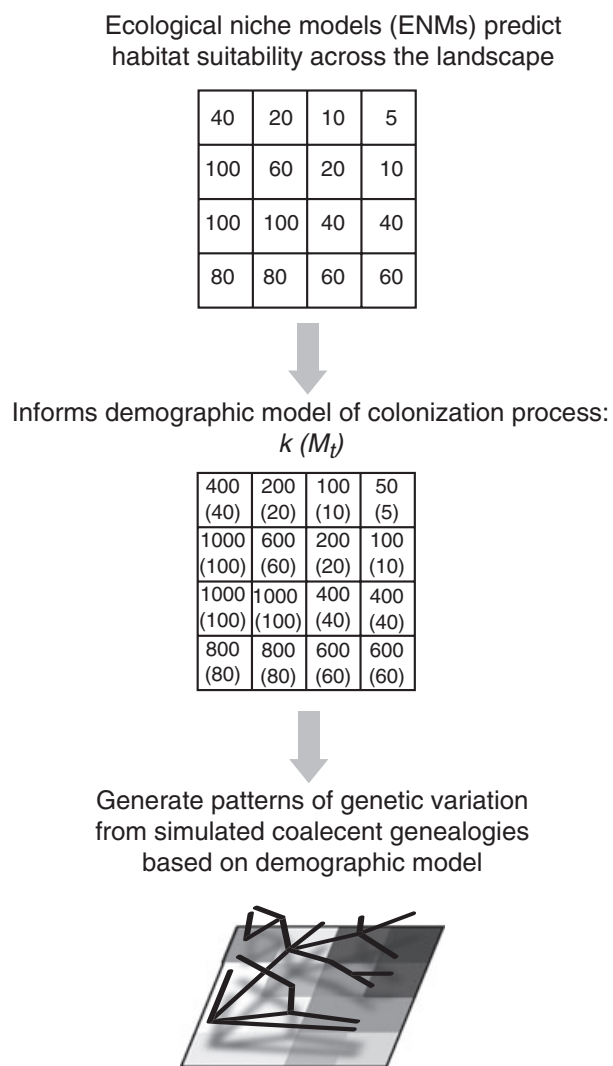 Ecological niche models (ENMs) predict
habitat suitability across the landscape
40 20 10 5
100 60 20 10
100 100 40 40
80 80 60 60
Informs demographic model of colonization process:
k (Mt)
400 200 100 50
(40) (20) (10) (5)
1000 600 200 100
(100) (60) (20) (10)
1000 1000 400 400
(100) (100) (40) (40)
800 800 600 600
(80) (80) (60) (60)
Generate patterns of genetic variation
from simulated coalecent genealogies
based on demographic model